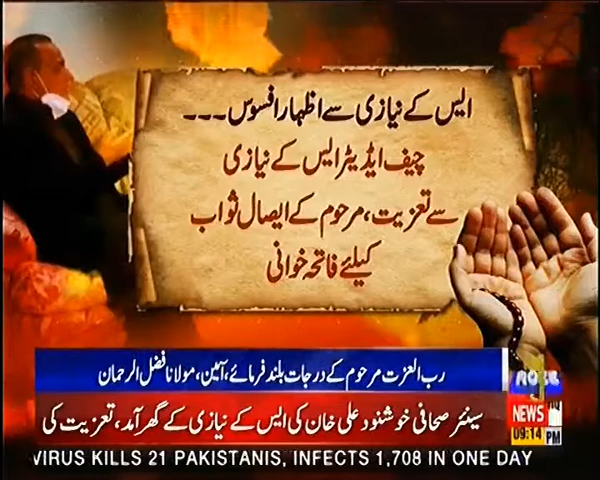 ایس کے نیازی سے اظہار افسوس ---
چیف ایڈیٹر ایس کے نیازی
سے تعزیت، مرحوم کے ایصال ثواب
کیلئے فاتحہ خوانی
رب العزت مرحوم کے درجات بلند فرمائے، آمین، مولانا فضل الرحمان
سینئر صحافی خوشنود علی خان کی ایس کے نیازی کے گھر آمد، تعزیت کی
NEWS
09:14 PM
VIRUS KILLS 21 PAKISTANIS, INFECTS 1,708 IN ONE DAY